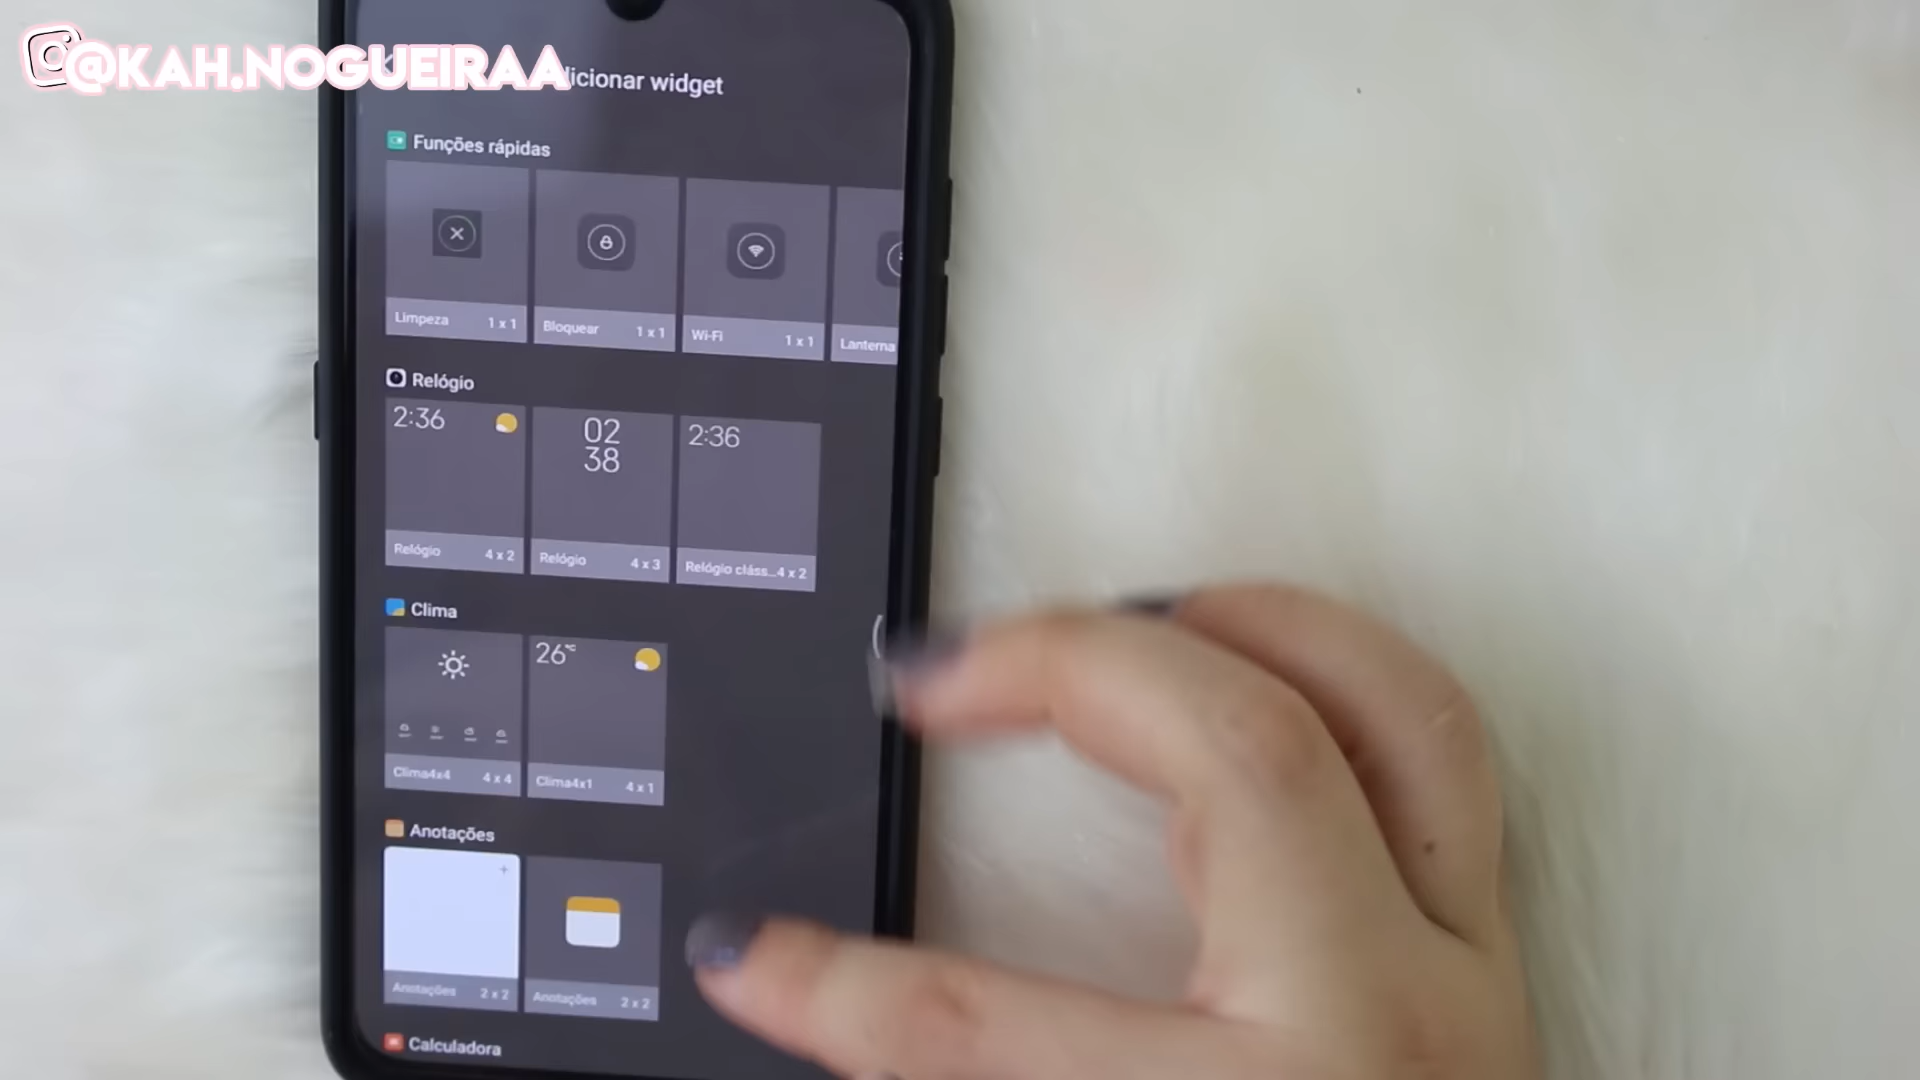 @KAH.NOGUEIRAA
dicionar widget
Funções rápidas
Limpeza 1 x 1
Bloquear 1 x 1
Wi-Fi 1 x 1
Lanterna
Relógio
2:36
02
38
2:36
Relógio 4 x 2
Relógio 4 x 3
Relógio cláss...4 x 2
Clima
26°C
Clima4x4 4 x 4
Clima4x1 4 x 1
Anotações
Anotações 2 x 2
Anotações 2 x 2
Calculadora